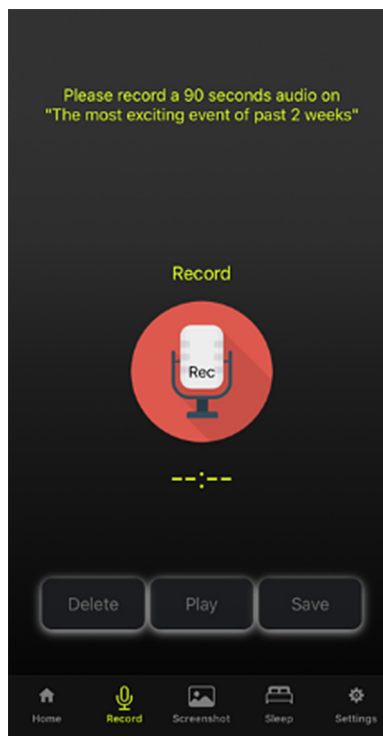 Please record a 90 seconds audio on
"The most exciting event of past 2 weeks"
Record
Rec
--:--
Delete Play Save
Home Record Screenshot Sleep Settings